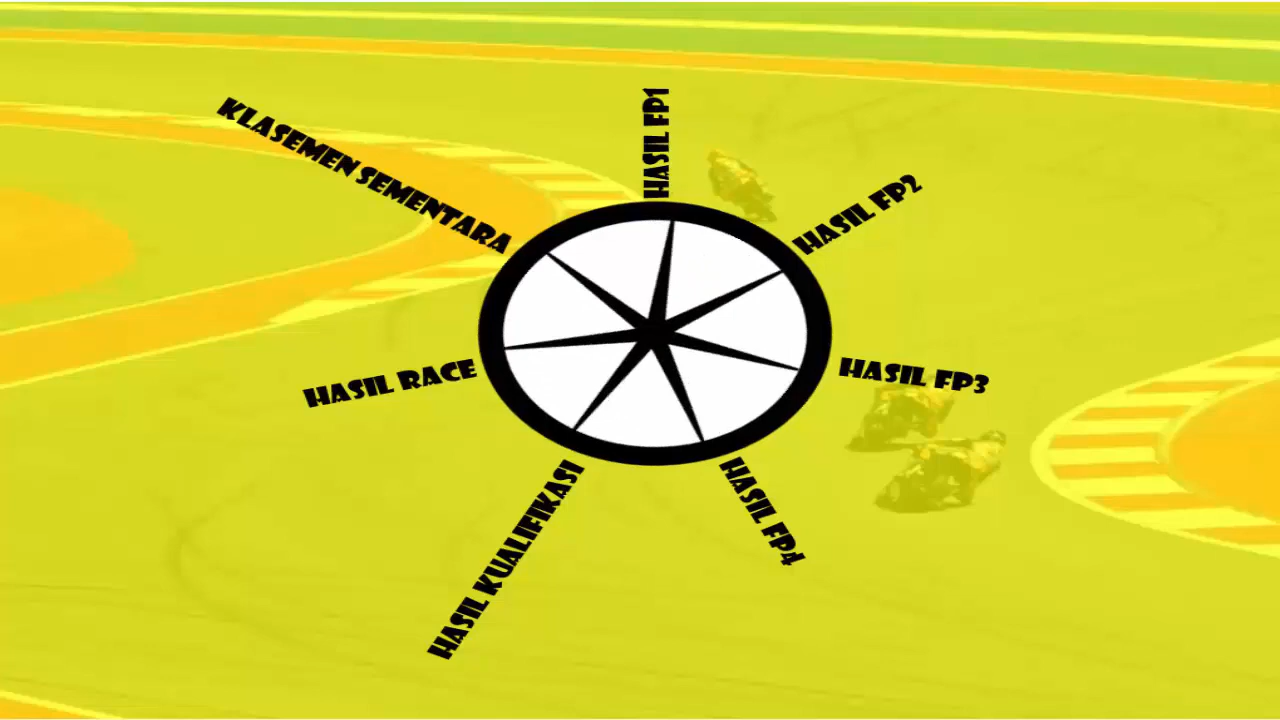 HASIL FP1
HASIL FP2
HASIL FP3
HASIL FP4
HASIL KUALIFIKASI
HASIL RACE
KLASEMEN SEMENTARA